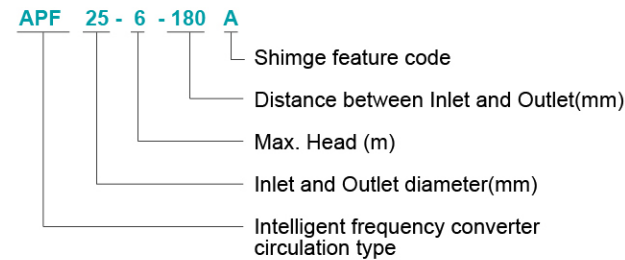 APF 25 - 6 - 180 A
Shimge feature code
Distance between Inlet and Outlet(mm)
Max. Head (m)
Inlet and Outlet diameter(mm)
Intelligent frequency converter
circulation type